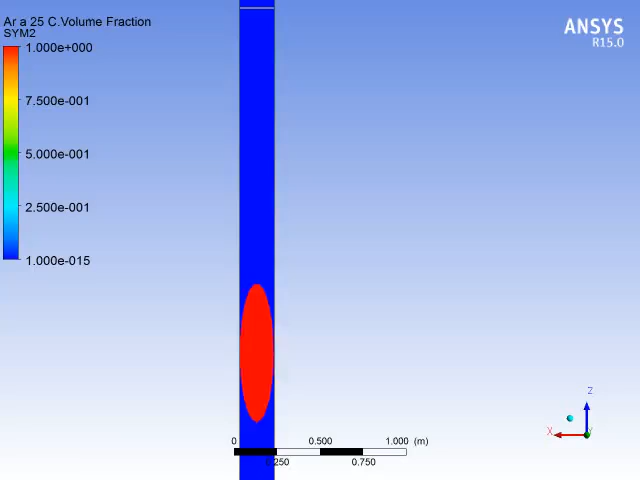 Ar a 25 C.Volume Fraction
SYM2
1.000e+000
7.500e-001
5.000e-001
2.500e-001
1.000e-015
ANSYS
R15.0
Z
X
Y
0 0.500 1.000 (m)
0.250 0.750